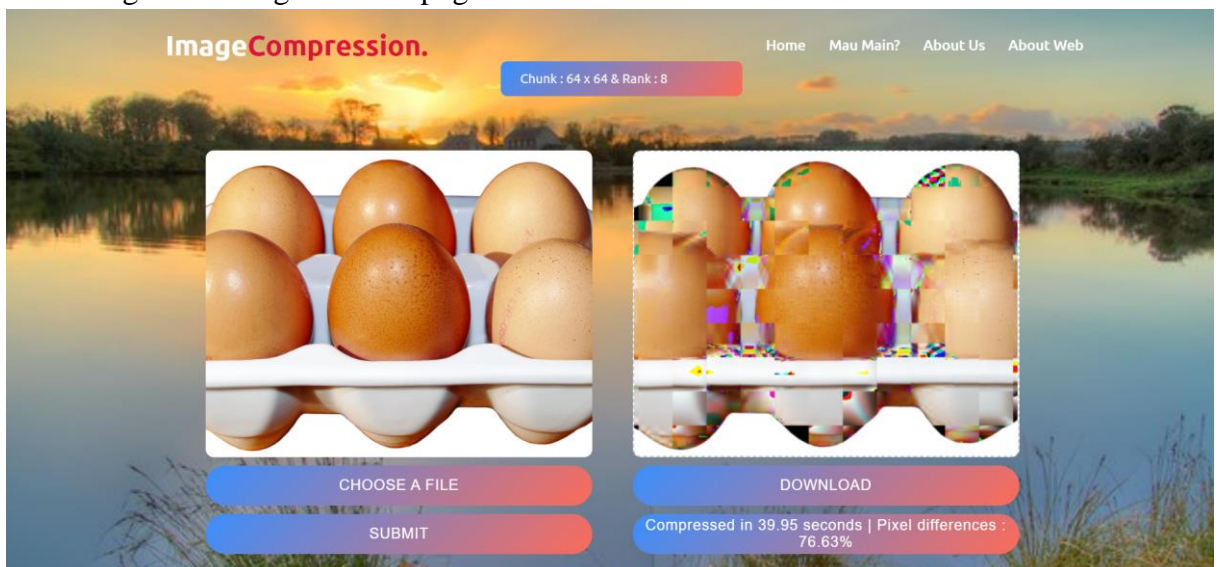 ImageCompression.
Home Mau Main? About Us About Web
Chunk : 64 x 64 & Rank : 8
CHOOSE A FILE
DOWNLOAD
SUBMIT
Compressed in 39.95 seconds | Pixel differences :
76.63%